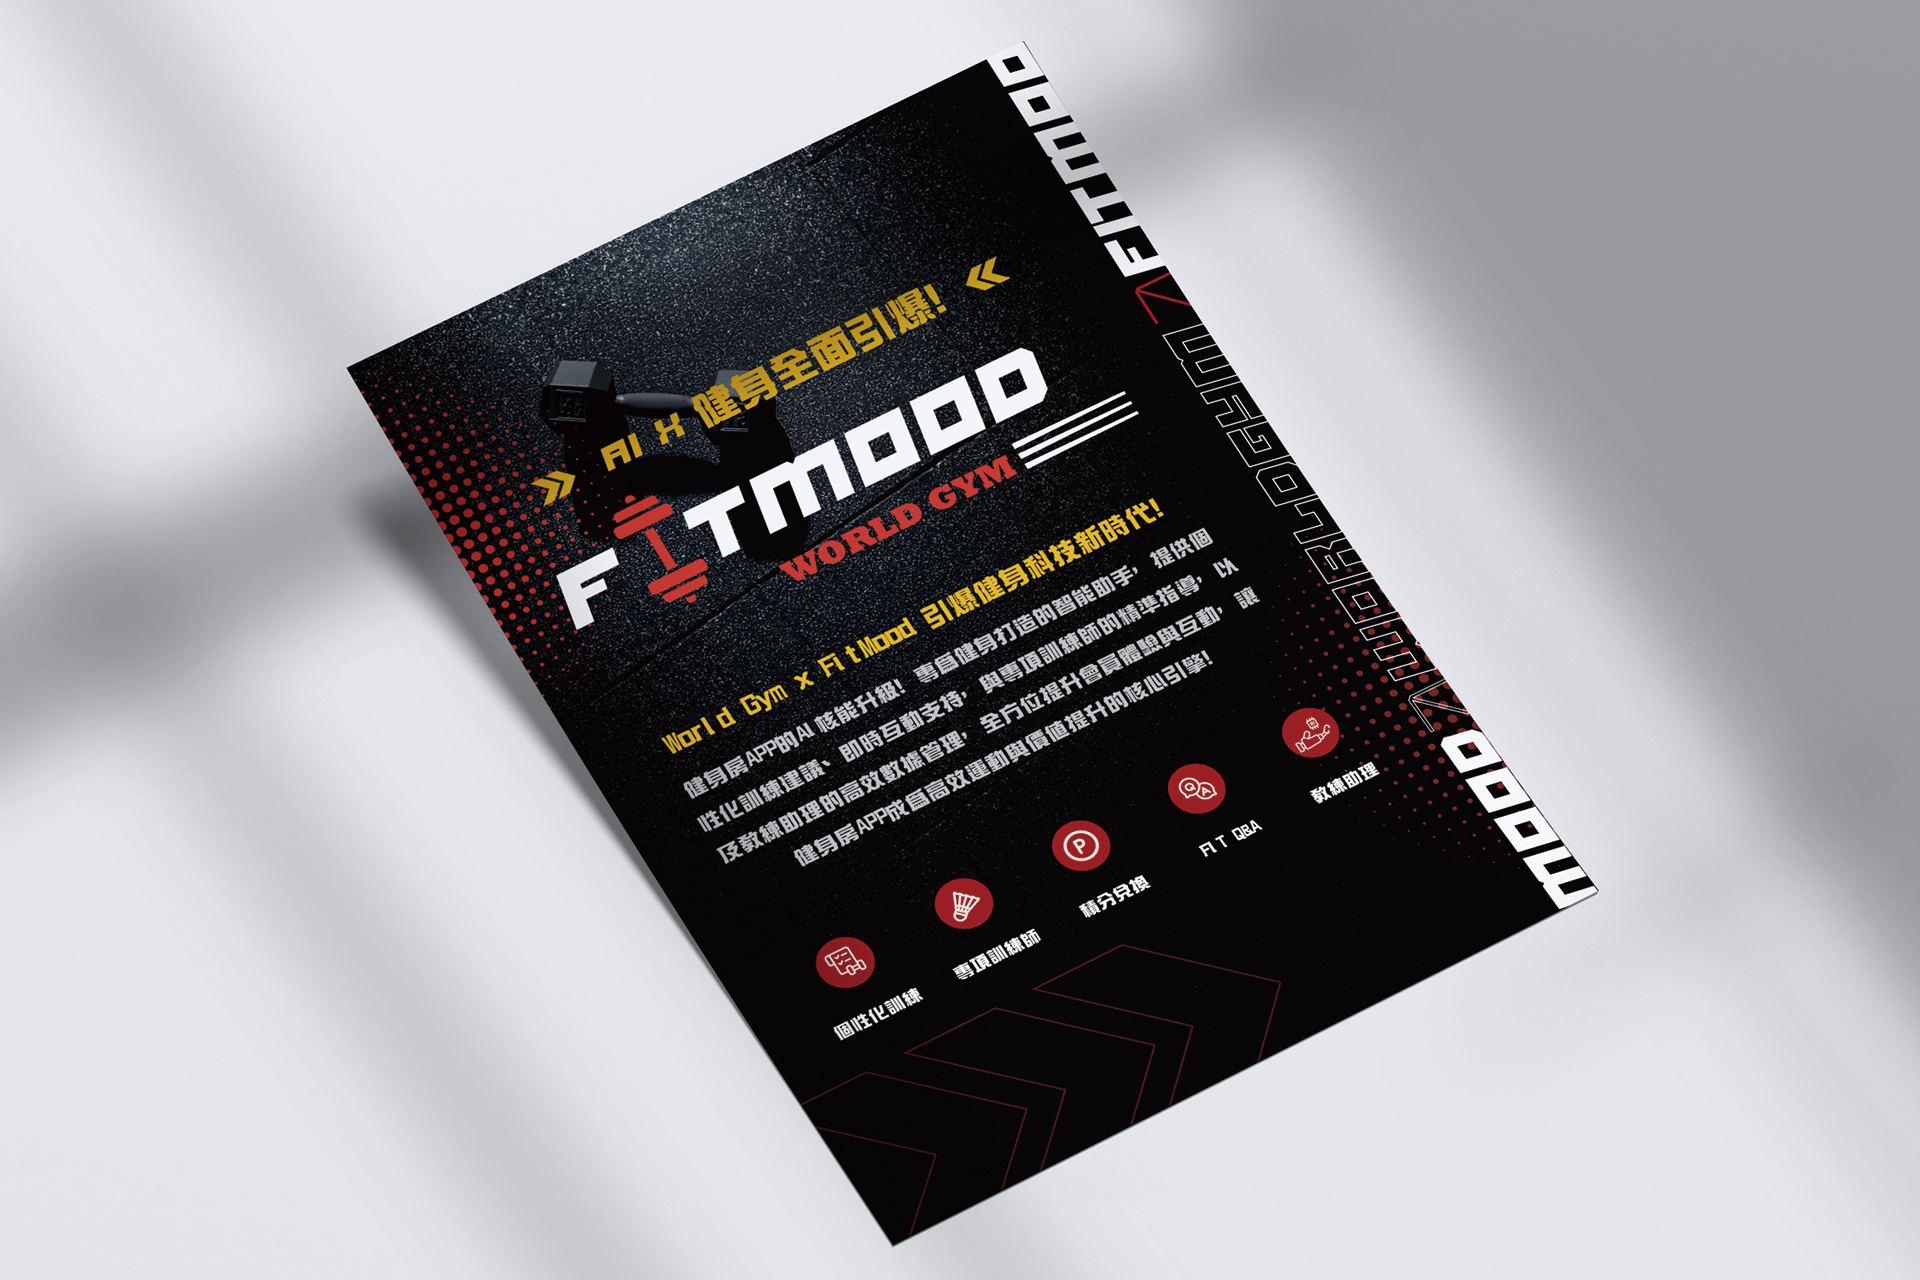 AI X 健身全面引爆!
FITMOOD
WORLD GYM
World Gym x FitMood 引爆健身科技新時代!
健身房APP的AI 核能升級! 專為健身打造的智能助手, 提供個
性化訓練建議、即時互動支持, 與專項訓練師的精準指導, 以
及教練助理的高效數據管理, 全方位提升會員體驗與互動, 讓
健身房APP成為高效運動與價值提升的核心引擎!
個性化訓練
專項訓練師
積分兌換
FIT Q&A
教練助理
FITMOOD
WORLDGYM
MOOD